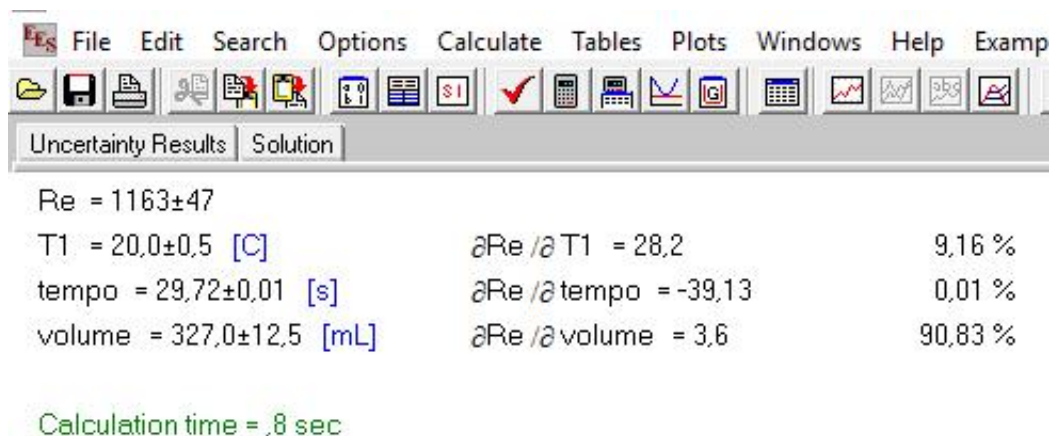 EES File Edit Search Options Calculate Tables Plots Windows Help Examp
Uncertainty Results Solution
Re = 1163±47
T1 = 20,0±0,5 [C] ∂Re /∂ T1 = 28,2 9,16 %
tempo = 29,72±0,01 [s] ∂Re /∂ tempo = -39,13 0,01 %
volume = 327,0±12,5 [mL] ∂Re /∂ volume = 3,6 90,83 %
Calculation time = ,8 sec